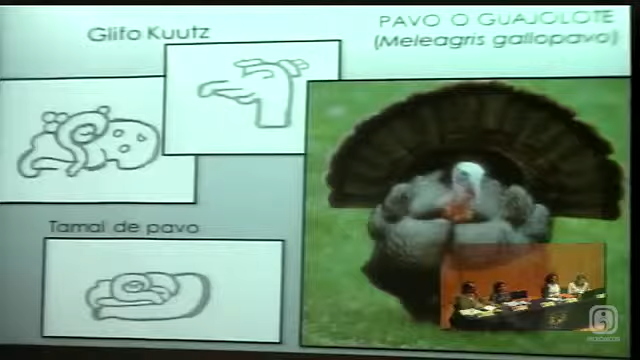 Glifo Kuutz
PAVO O GUAJOLOTE
(Meleagris gallopavo)
Tamal de pavo